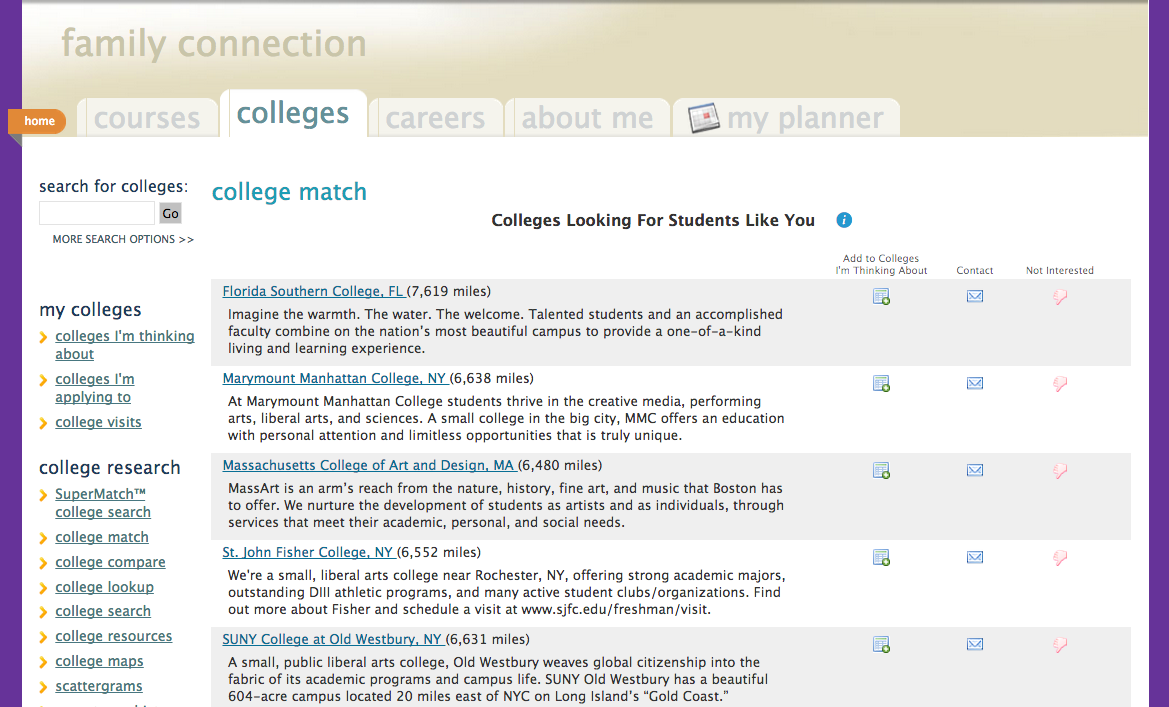 family connection
home
courses
colleges
careers
about me
my planner
search for colleges:
Go
MORE SEARCH OPTIONS >>
my colleges
colleges I'm thinking
about
colleges I'm
applying to
college visits
college research
SuperMatch™
college search
college match
college compare
college lookup
college search
college resources
college maps
scattergrams
college match
Colleges Looking For Students Like You
Add to Colleges
I'm Thinking About
Contact
Not Interested
Florida Southern College, FL (7,619 miles)
Imagine the warmth. The water. The welcome. Talented students and an accomplished
faculty combine on the nation's most beautiful campus to provide a one-of-a-kind
living and learning experience.
Marymount Manhattan College, NY (6,638 miles)
At Marymount Manhattan College students thrive in the creative media, performing
arts, liberal arts, and sciences. A small college in the big city, MMC offers an education
with personal attention and limitless opportunities that is truly unique.
Massachusetts College of Art and Design, MA (6,480 miles)
MassArt is an arm's reach from the nature, history, fine art, and music that Boston has
to offer. We nurture the development of students as artists and as individuals, through
services that meet their academic, personal, and social needs.
St. John Fisher College, NY (6,552 miles)
We're a small, liberal arts college near Rochester, NY, offering strong academic majors,
outstanding DIII athletic programs, and many active student clubs/organizations. Find
out more about Fisher and schedule a visit at www.sjfc.edu/freshman/visit.
SUNY College at Old Westbury, NY (6,631 miles)
A small, public liberal arts college, Old Westbury weaves global citizenship into the
fabric of its academic programs and campus life. SUNY Old Westbury has a beautiful
604-acre campus located 20 miles east of NYC on Long Island's “Gold Coast.”